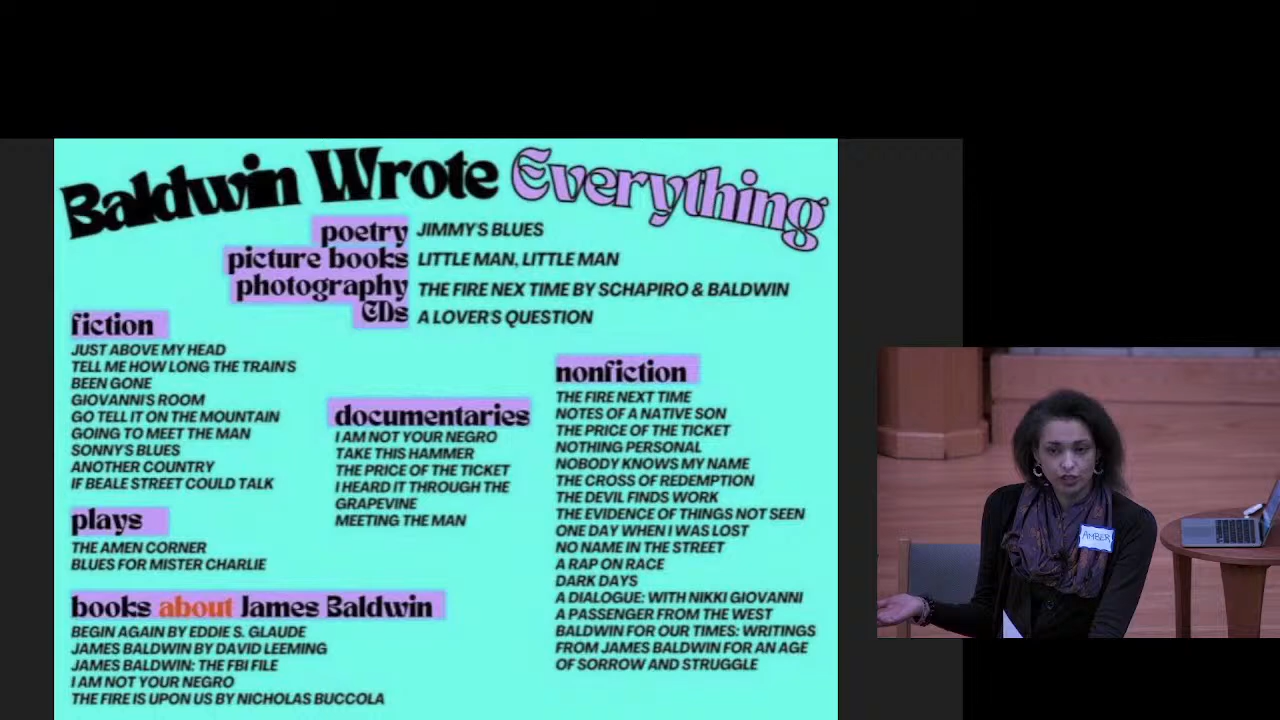 Baldwin Wrote Everything
poetry JIMMY'S BLUES
picture books LITTLE MAN, LITTLE MAN
photography THE FIRE NEX TIME BY SCHAPIRO & BALDWIN
CDs A LOVER'S QUESTION
fiction
JUST ABOVE MY HEAD
TELL ME HOW LONG THE TRAIN'S
BEEN GONE
GIOVANNI'S ROOM
GO TELL IT ON THE MOUNTAIN
GOING TO MEET THE MAN
SONNY'S BLUES
ANOTHER COUNTRY
IF BEALE STREET COULD TALK
plays
THE AMEN CORNER
BLUES FOR MISTER CHARLIE
books about James Baldwin
BEGIN AGAIN BY EDDIE S. GLAUDE
JAMES BALDWIN BY DAVID LEEMING
JAMES BALDWIN: THE FBI FILE
I AM NOT YOUR NEGRO
THE FIRE IS UPON US BY NICHOLAS BUCCOLA
documentaries
I AM NOT YOUR NEGRO
TAKE THIS HAMMER
THE PRICE OF THE TICKET
I HEARD IT THROUGH THE
GRAPEVINE
MEETING THE MAN
nonfiction
THE FIRE NEXT TIME
NOTES OF A NATIVE SON
THE PRICE OF THE TICKET
NOTHING PERSONAL
NOBODY KNOWS MY NAME
THE CROSS OF REDEMPTION
THE DEVIL FINDS WORK
THE EVIDENCE OF THINGS NOT SEEN
ONE DAY WHEN I WAS LOST
NO NAME IN THE STREET
A RAP ON RACE
DARK DAYS
A DIALOGUE: WITH NIKKI GIOVANNI
A PASSENGER FROM THE WEST
BALDWIN FOR OUR TIMES: WRITINGS
FROM JAMES BALDWIN FOR AN AGE
OF SORROW AND STRUGGLE
AMBER